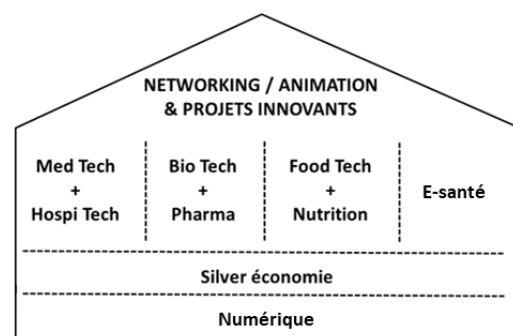 NETWORKING / ANIMATION
& PROJETS INNOVANTS
Med Tech
+
Hospi Tech
Bio Tech
+
Pharma
Food Tech
+
Nutrition
E-santé
Silver économie
Numérique